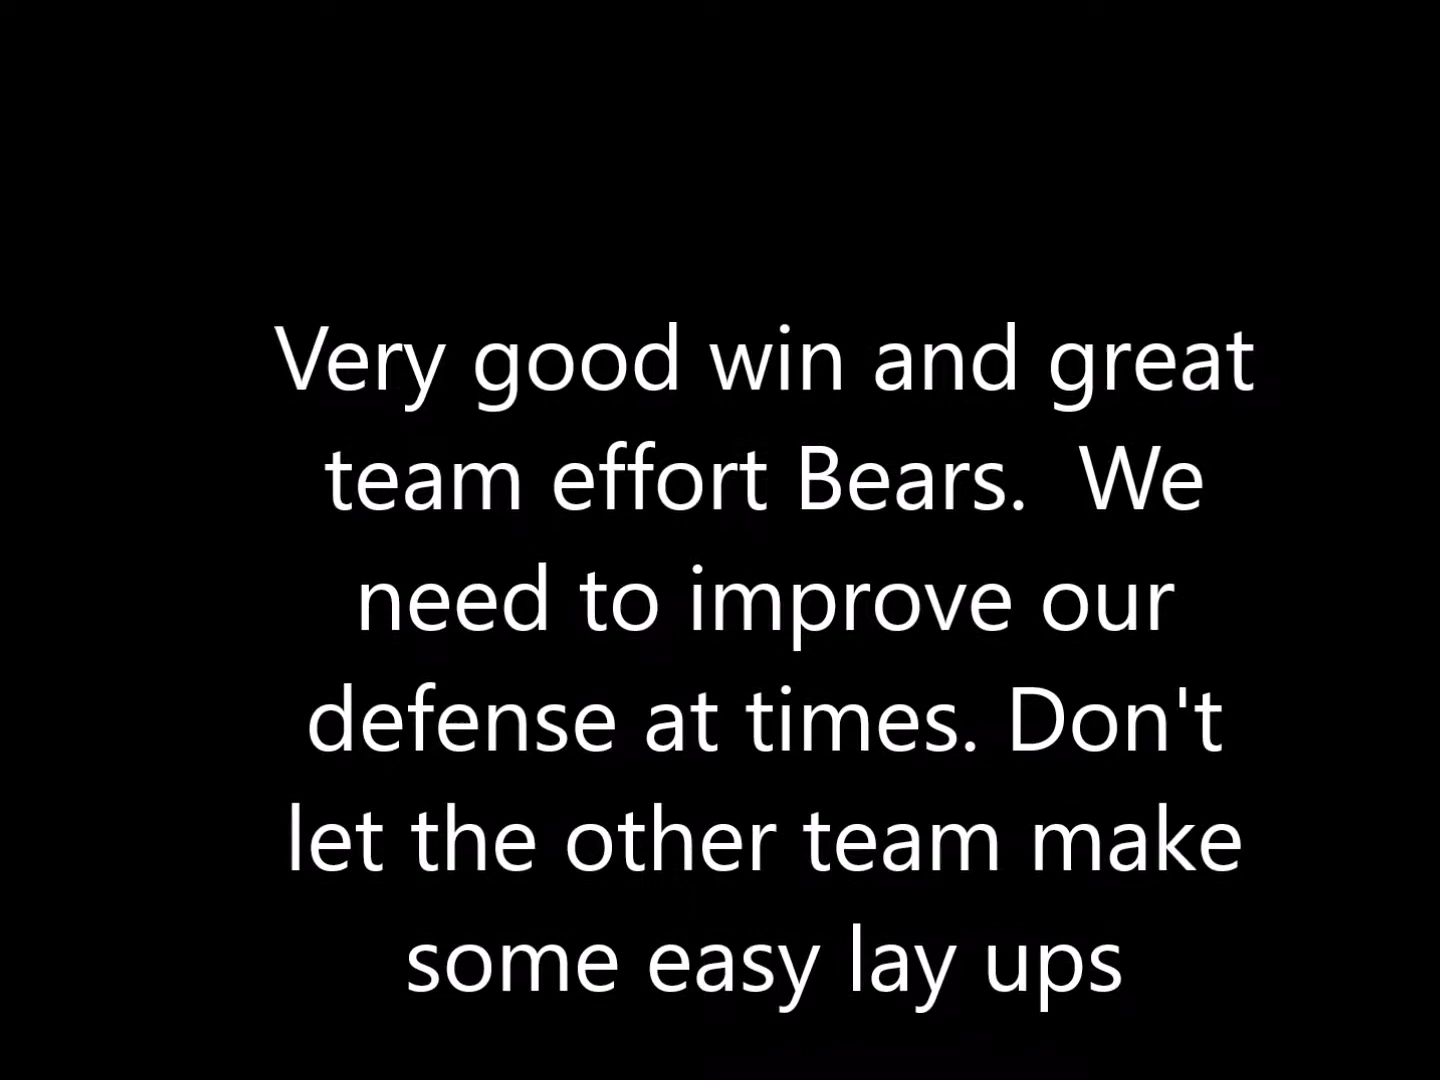 Very good win and great
team effort Bears.  We
need to improve our
defense at times. Don't
let the other team make
some easy lay ups